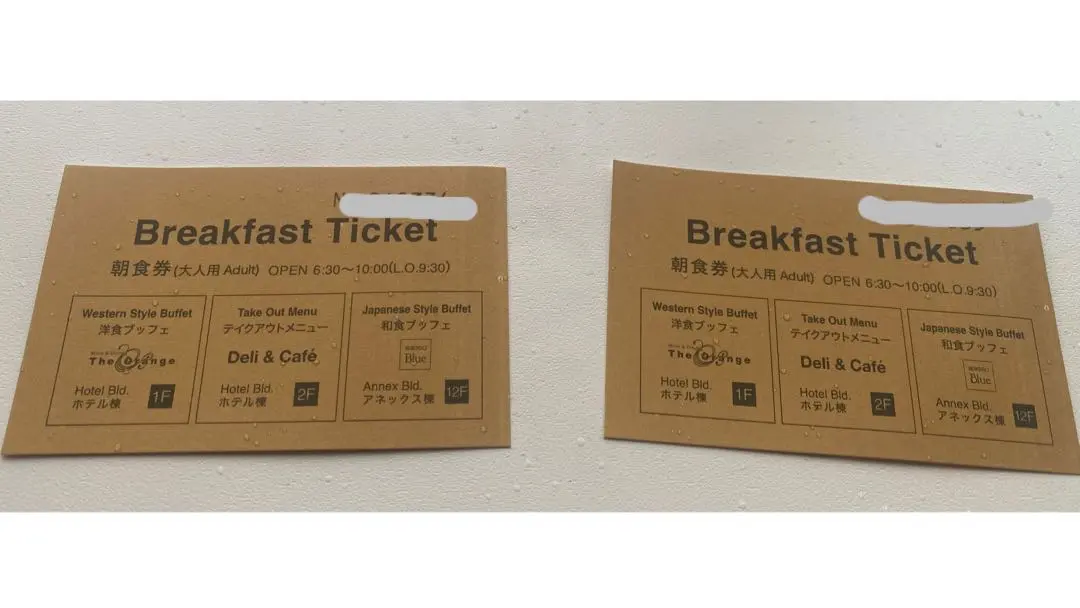 Breakfast Ticket
朝食券(大人用 Adult) OPEN 6:30～10:00(L.O.9:30)
Western Style Buffet
洋食ブッフェ
The Orange
Hotel Bld.
ホテル棟
1F
Take Out Menu
テイクアウトメニュー
Deli & Café
Hotel Bld.
ホテル棟
2F
Japanese Style Buffet
和食ブッフェ
Blue
Annex Bld.
アネックス棟
12F
Breakfast Ticket
朝食券(大人用 Adult) OPEN 6:30～10:00(L.O.9:30)
Western Style Buffet
洋食ブッフェ
The Orange
Hotel Bld.
ホテル棟
1F
Take Out Menu
テイクアウトメニュー
Deli & Café
Hotel Bld.
ホテル棟
2F
Japanese Style Buffet
和食ブッフェ
Blue
Annex Bld.
アネックス棟
12F